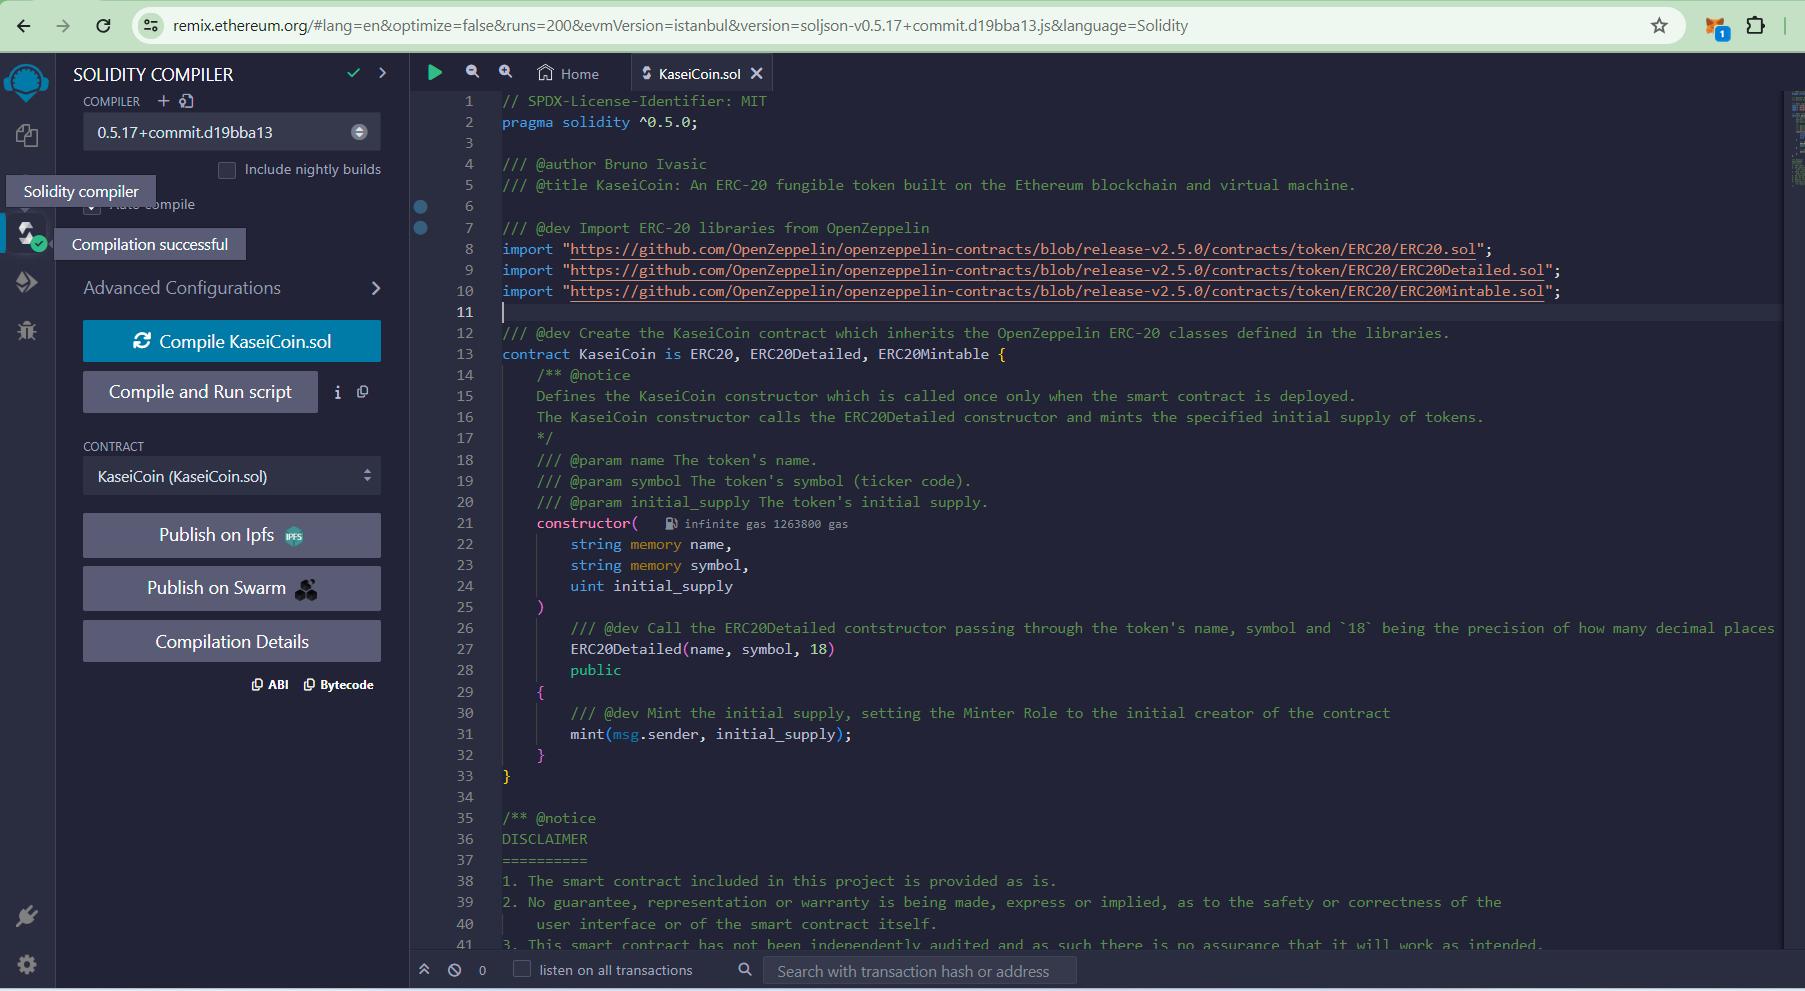 remix.ethereum.org/#lang=en&optimize=false&runs=200&evmVersion=istanbul&version=soljson-v0.5.17+commit.d19bba13.js&language=Solidity
1
SOLIDITY COMPILER
COMPILER
0.5.17+commit.d19bba13
Include nightly builds
Solidity compiler
compile
Compilation successful
Advanced Configurations
Compile KaseiCoin.sol
Compile and Run script
i
CONTRACT
KaseiCoin (KaseiCoin.sol)
Publish on Ipfs
IPFS
Publish on Swarm
Compilation Details
ABI Bytecode
Home KaseiCoin.sol
1 // SPDX-License-Identifier: MIT
2 pragma solidity ^0.5.0;
3
4 /// @author Bruno Ivasic
5 /// @title KaseiCoin: An ERC-20 fungible token built on the Ethereum blockchain and virtual machine.
6
7 /// @dev Import ERC-20 libraries from OpenZeppelin
8 import "https://github.com/OpenZeppelin/openzeppelin-contracts/blob/release-v2.5.0/contracts/token/ERC20/ERC20.sol";
9 import "https://github.com/OpenZeppelin/openzeppelin-contracts/blob/release-v2.5.0/contracts/token/ERC20/ERC20Detailed.sol";
10 import "https://github.com/OpenZeppelin/openzeppelin-contracts/blob/release-v2.5.0/contracts/token/ERC20/ERC20Mintable.sol";
11
12 /// @dev Create the KaseiCoin contract which inherits the OpenZeppelin ERC-20 classes defined in the libraries.
13 contract KaseiCoin is ERC20, ERC20Detailed, ERC20Mintable {
14 /** @notice
15 Defines the KaseiCoin constructor which is called once only when the smart contract is deployed.
16 The KaseiCoin constructor calls the ERC20Detailed constructor and mints the specified initial supply of tokens.
17 */
18 /// @param name The token's name.
19 /// @param symbol The token's symbol (ticker code).
20 /// @param initial_supply The token's initial supply.
21 constructor( infinite gas 1263800 gas
22 string memory name,
23 string memory symbol,
24 uint initial_supply
25 )
26 /// @dev Call the ERC20Detailed contstructor passing through the token's name, symbol and `18` being the precision of how many decimal places
27 ERC20Detailed(name, symbol, 18)
28 public
29 {
30 /// @dev Mint the initial supply, setting the Minter Role to the initial creator of the contract
31 mint(msg.sender, initial_supply);
32 }
33 }
34
35 /** @notice
36 DISCLAIMER
37 ==========
38 1. The smart contract included in this project is provided as is.
39 2. No guarantee, representation or warranty is being made, express or implied, as to the safety or correctness of the
40 user interface or of the smart contract itself.
41 3. This smart contract has not been independently audited and as such there is no assurance that it will work as intended.
0 listen on all transactions Search with transaction hash or address